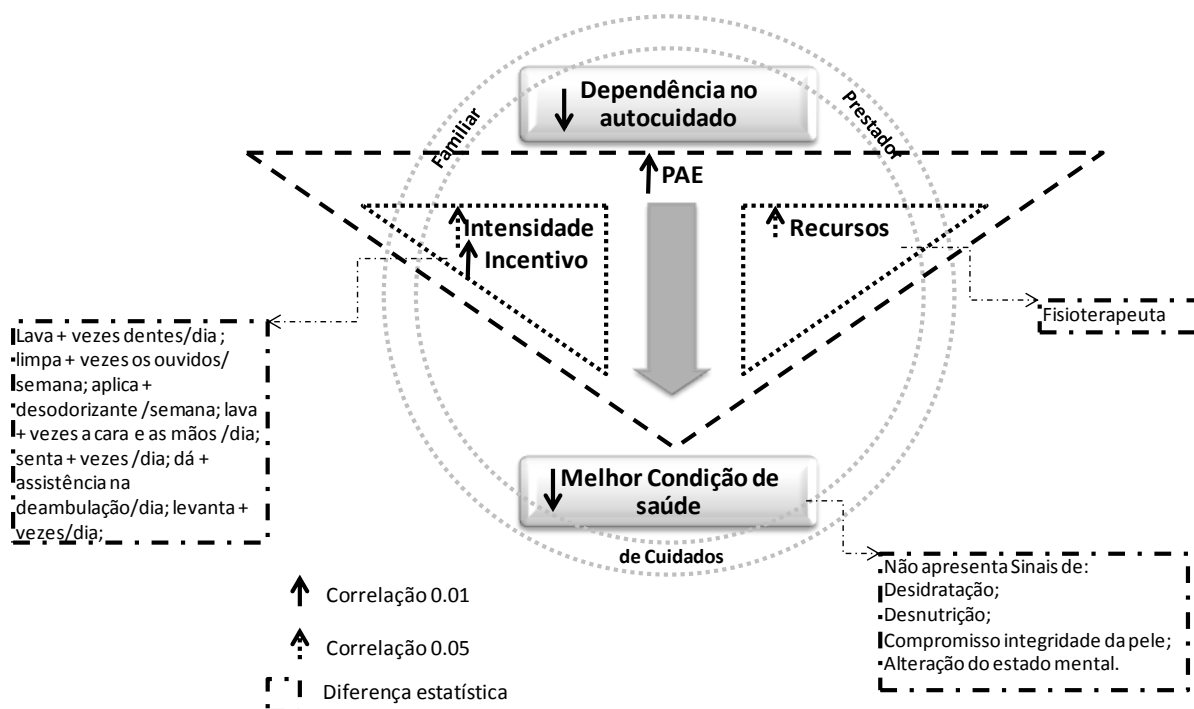 Dependência no
autocuidado
Familiar
Prestador
PAE
Intensidade
Incentivo
Recursos
Lava + vezes dentes/dia ;
limpa + vezes os ouvidos/
semana; aplica +
desodorizante /semana; lava
+ vezes a cara e as mãos /dia;
senta + vezes /dia; dá +
assistência na
deambulação/dia; levanta +
vezes/dia;
Fisioterapeuta
Melhor Condição de
saúde
de Cuidados
Não apresenta Sinais de:
Desidratação;
Desnutrição;
Compromisso integridade da pele;
Alteração do estado mental.
Correlação 0.01
Correlação 0.05
Diferença estatística